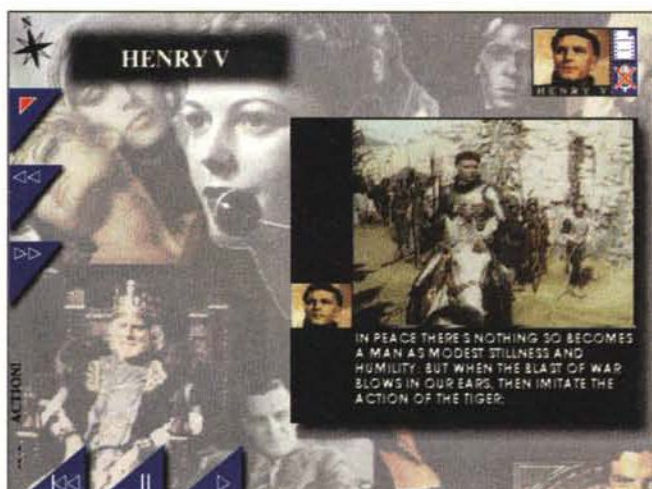 HENRY V
HENRY V
IN PEACE THERE'S NOTHING SO BECOMES
A MAN AS MODEST STILLNESS AND
HUMILITY: BUT WHEN THE BLAST OF WAR
BLOWS IN OUR EARS, THEN IMITATE THE
ACTION OF THE TIGER:
ACTION!